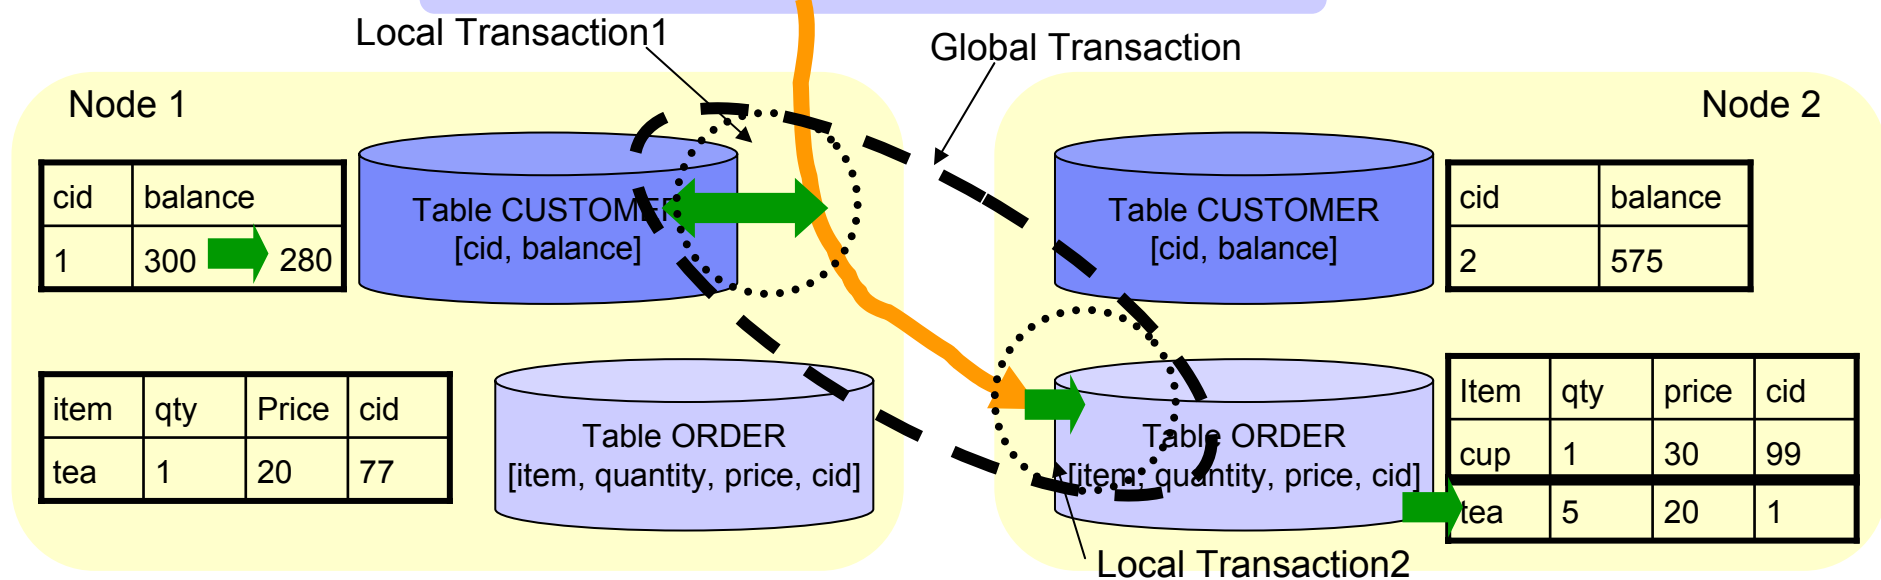 Local Transaction1
Global Transaction
Node 1
Node 2
cid balance
1 300 280
Table CUSTOMER
[cid, balance]
Table CUSTOMER
[cid, balance]
cid balance
2 575
item qty Price cid
tea 1 20 77
Table ORDER
[item, quantity, price, cid]
Table ORDER
[item, quantity, price, cid]
Item qty price cid
cup 1 30 99
tea 5 20 1
Local Transaction2